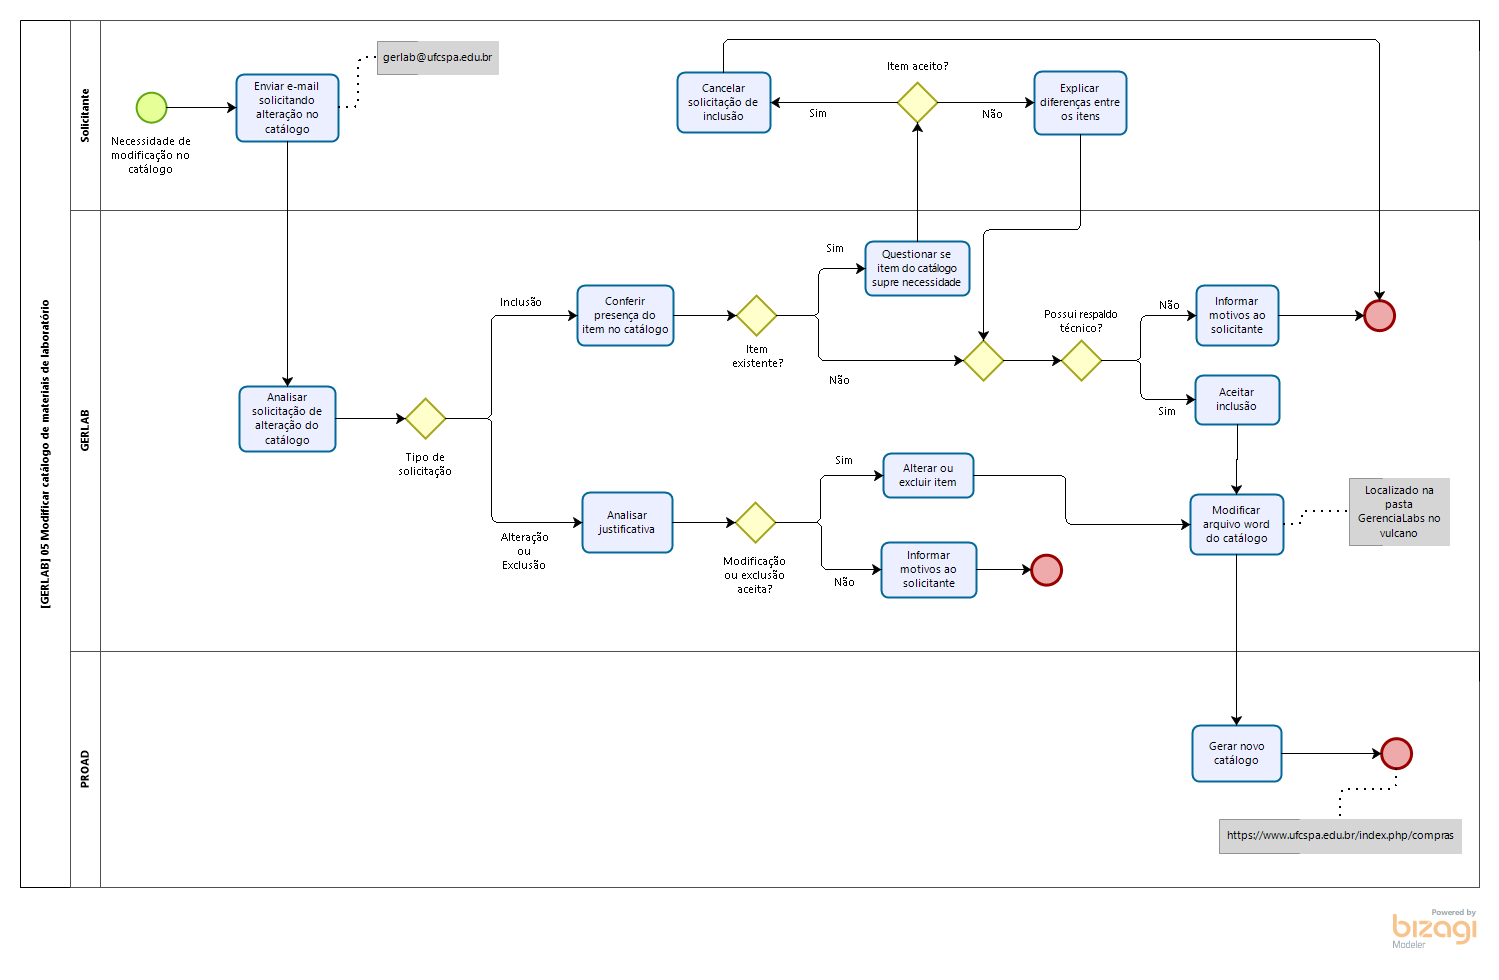 [GERLAB] 05 Modificar catálogo de materiais de laboratório
Solicitante
Necessidade de
modificação no
catálogo
Enviar e-mail
solicitando
alteração no
catálogo
gerlab@ufcspa.edu.br
Cancelar
solicitação de
inclusão
Sim
Item aceito?
Não
Explicar
diferenças entre
os itens
GERLAB
Analisar
solicitação de
alteração do
catálogo
Tipo de
solicitação
Inclusão
Conferir
presença do
item no catálogo
Item
existente?
Sim
Questionar se
item do catálogo
supre necessidade
Não
Possui respaldo
técnico?
Não
Informar
motivos ao
solicitante
Sim
Aceitar
inclusão
Alteração
ou
Exclusão
Analisar
justificativa
Modificação
ou exclusão
aceita?
Sim
Alterar ou
excluir item
Não
Informar
motivos ao
solicitante
Modificar
arquivo word
do catálogo
Localizado na
pasta
GerenciaLabs no
vulcano
PROAD
Gerar novo
catálogo
https://www.ufcspa.edu.br/index.php/compras
Powered by
bizagi
Modeler